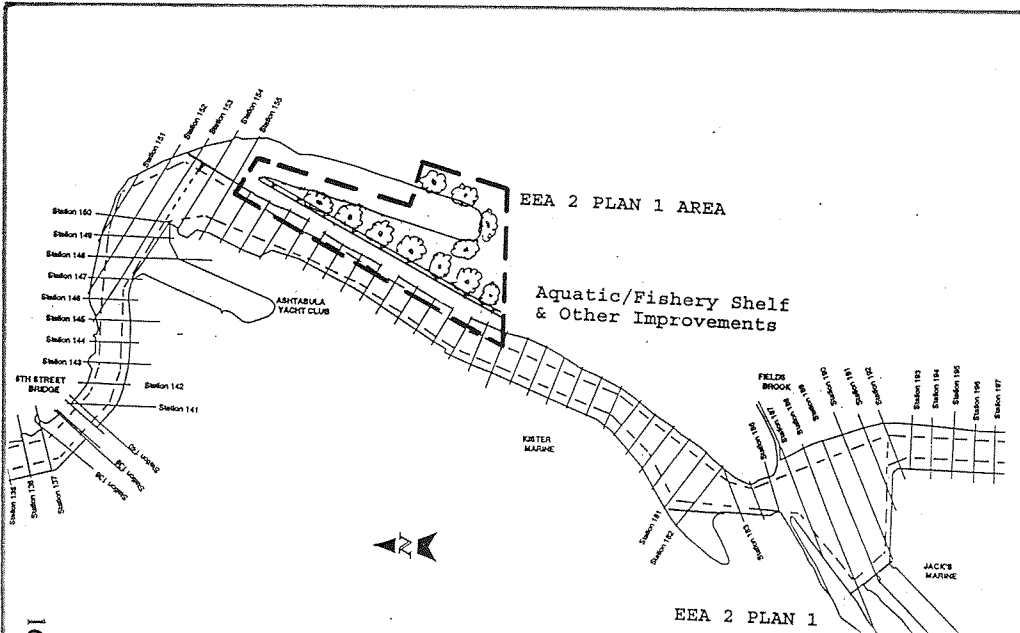 Station 151
Station 152
Station 153
Station 154
Station 155
Station 150
Station 149
Station 148
Station 147
Station 146
Station 145
Station 144
Station 143
5TH STREET
BRIDGE
Station 142
Station 141
Station 140
Station 139
Station 138
Station 137
Station 136
Station 135
ASHTABULA
YACHT CLUB
EEA 2 PLAN 1 AREA
Aquatic/Fishery Shelf
& Other Improvements
KISTER
MARINE
FIELDS
BROOK
Station 181
Station 182
Station 183
Station 186
Station 187
Station 188
Station 189
Station 190
Station 191
Station 192
Station 193
Station 194
Station 195
Station 196
Station 197
JACK'S
MARINE
N
EEA 2 PLAN 1